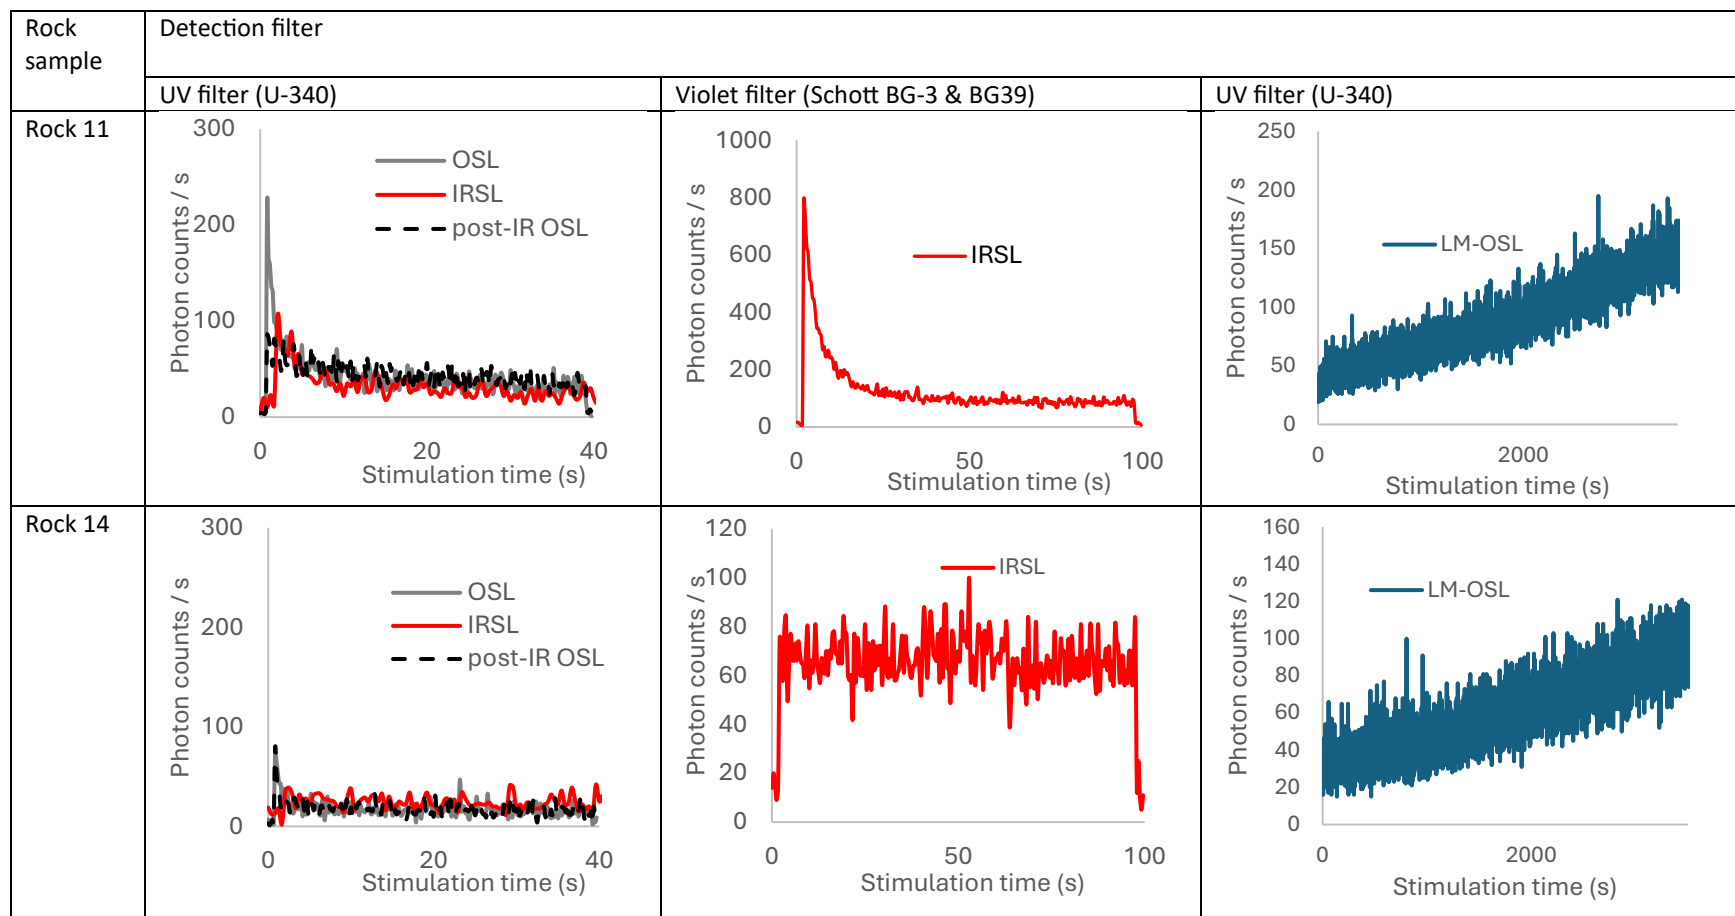 Rock
sample
Detection filter
UV filter (U-340)
Violet filter (Schott BG-3 & BG39)
UV filter (U-340)
Rock 11
300
200
100
0
Photon counts / s
OSL
IRSL
post-IR OSL
0
20
40
Stimulation time (s)
1000
800
600
400
200
0
Photon counts / s
IRSL
0
50
100
Stimulation time (s)
250
200
150
100
50
0
Photon counts / s
LM-OSL
0
2000
Stimulation time (s)
Rock 14
300
200
100
0
Photon counts / s
OSL
IRSL
post-IR OSL
0
20
40
Stimulation time (s)
120
100
80
60
40
20
0
Photon counts / s
IRSL
0
50
100
Stimulation time (s)
160
140
120
100
80
60
40
20
0
Photon counts / s
LM-OSL
0
2000
Stimulation time (s)